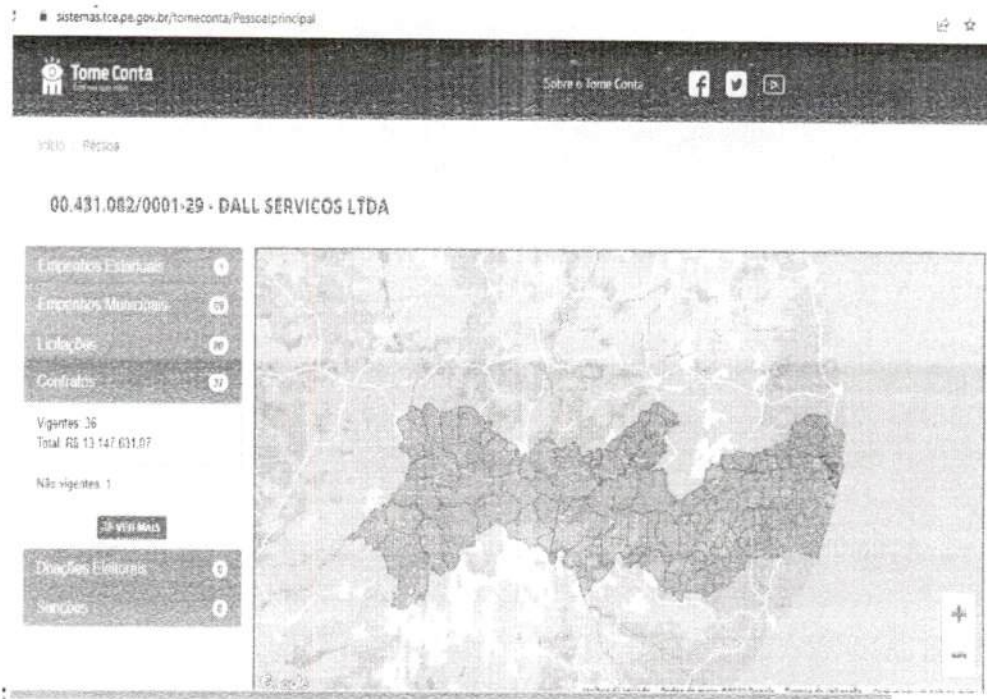 sistemas.tce.pe.gov.br/tomeconta/Pessoa!principal
Tome Conta
Sobre o Tome Conta
Início Pessoa
00.431.082/0001-29 - DALL SERVICOS LTDA
Empenhos Estaduais
Empenhos Municipais
Licitações
Contratos
Vigentes: 36
Total: R$ 13.147.631,07
Não vigentes: 1
VER MAIS
Doações Eleitorais 0
Sanções 0